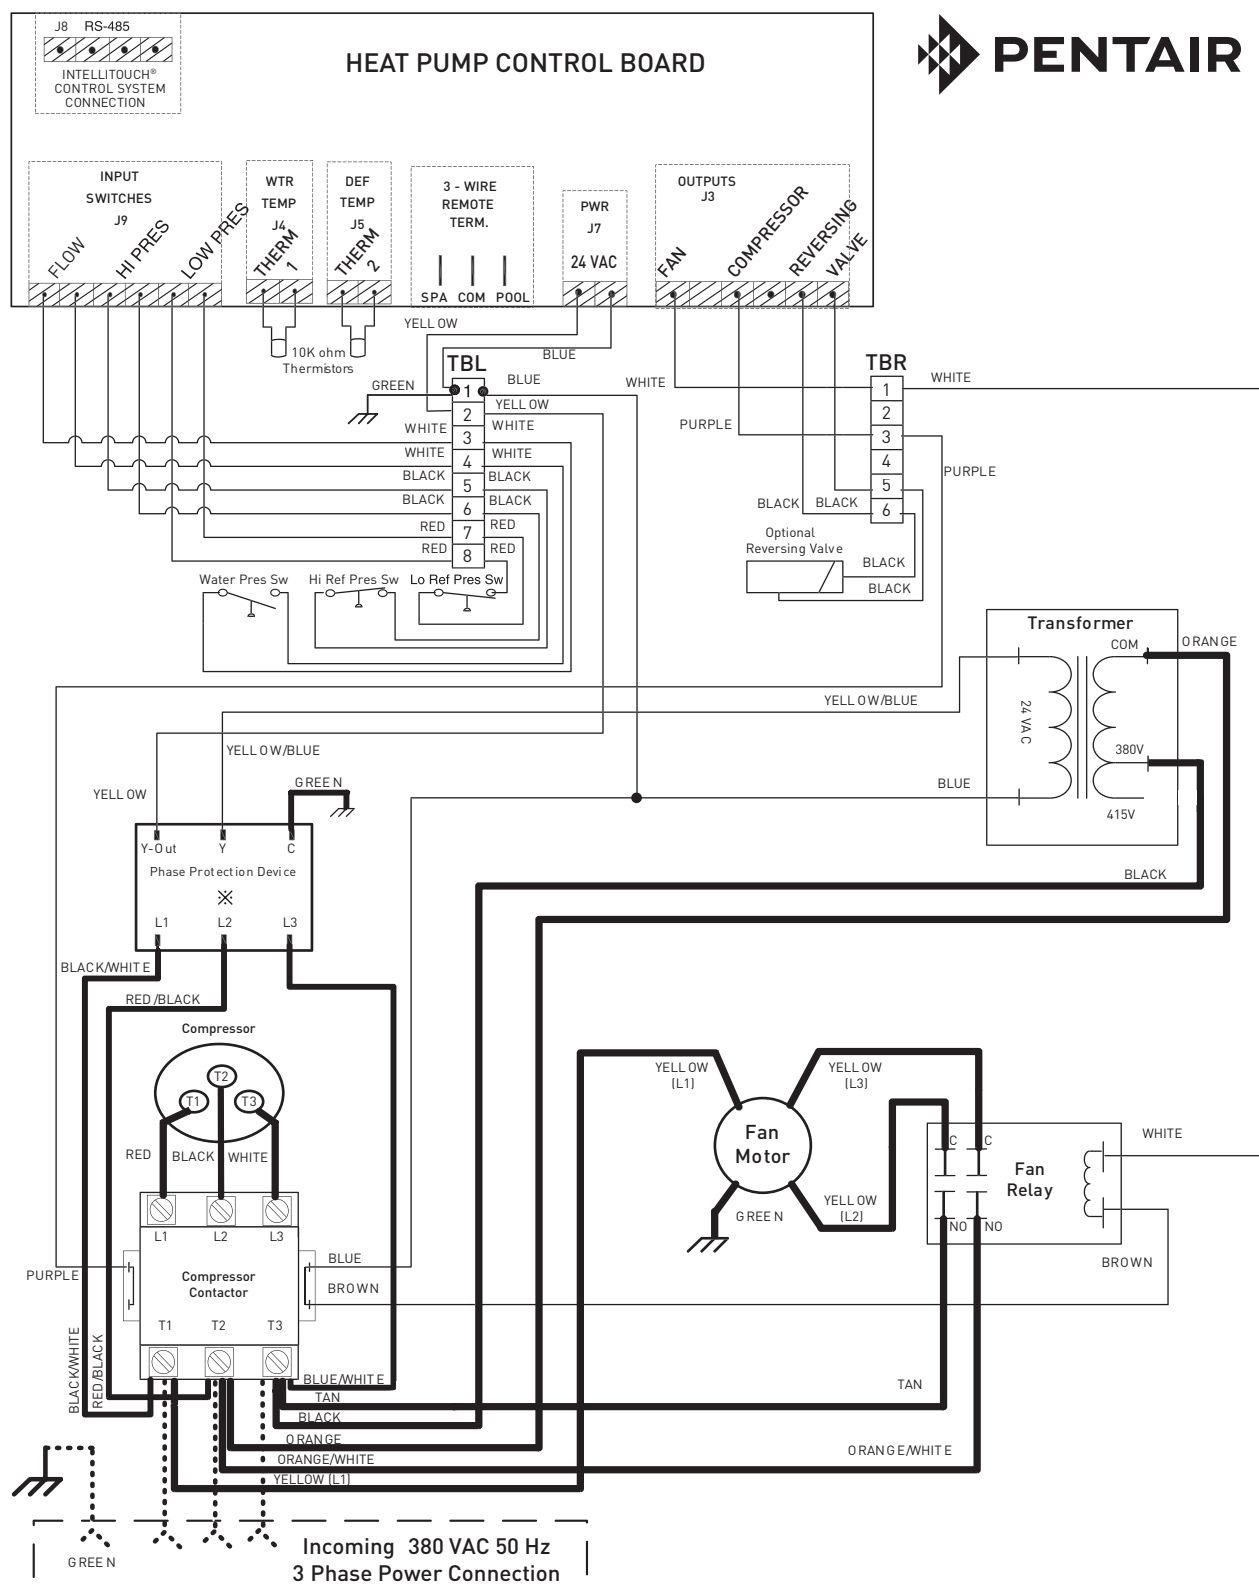 J8 RS-485
INTELLITOUCH®
CONTROL SYSTEM
CONNECTION
HEAT PUMP CONTROL BOARD
PENTAIR
INPUT
SWITCHES
J9
FLOW
HI PRES
LOW PRES
WTR
TEMP
J4
THERM
1
DEF
TEMP
J5
THERM
2
3 - WIRE
REMOTE
TERM.
SPA COM POOL
PWR
J7
24 VAC
OUTPUTS
J3
FAN
COMPRESSOR
REVERSING
VALVE
10K ohm
Thermistors
YELLOW
BLUE
GREEN
TBL
1
2
3
4
5
6
7
8
WHITE
WHITE
BLACK
BLACK
RED
RED
BLUE
YELLOW
WHITE
WHITE
BLACK
BLACK
RED
RED
WHITE
PURPLE
TBR
1
2
3
4
5
6
WHITE
PURPLE
BLACK BLACK
Optional
Reversing Valve
BLACK
BLACK
Water Pres Sw
Hi Ref Pres Sw
Lo Ref Pres Sw
Transformer
COM
ORANGE
24 VAC
380V
415V
YELLOW/BLUE
YELLOW/BLUE
BLUE
GREEN
YELLOW
BLACK
Y-Out Y C
Phase Protection Device
※
L1 L2 L3
BLACK/WHITE
RED/BLACK
Compressor
T2
T1
T3
RED BLACK WHITE
L1 L2 L3
PURPLE
Compressor
Contactor
BLUE
BROWN
T1 T2 T3
BLACK/WHITE
RED/BLACK
YELLOW
(L1)
YELLOW
(L3)
Fan
Motor
GREEN
YELLOW
(L2)
C C
Fan
Relay
NO NO
WHITE
BROWN
BLUE/WHITE
TAN
TAN
BLACK
ORANGE
ORANGE/WHITE
ORANGE/WHITE
YELLOW (L1)
GREEN
Incoming 380 VAC 50 Hz
3 Phase Power Connection